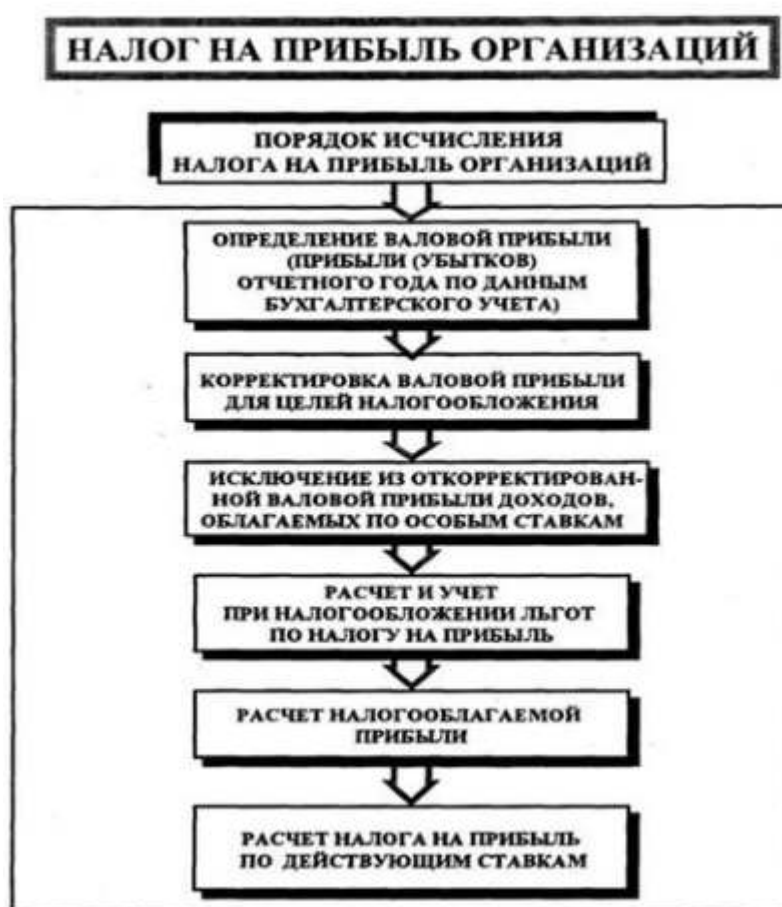 НАЛОГ НА ПРИБЫЛЬ ОРГАНИЗАЦИЙ
ПОРЯДОК ИСЧИСЛЕНИЯ
НАЛОГА НА ПРИБЫЛЬ ОРГАНИЗАЦИЙ
ОПРЕДЕЛЕНИЕ ВАЛОВОЙ ПРИБЫЛИ
(ПРИБЫЛИ (УБЫТКОВ)
ОТЧЕТНОГО ГОДА ПО ДАННЫМ
БУХГАЛТЕРСКОГО УЧЕТА)
КОРРЕКТИРОВКА ВАЛОВОЙ ПРИБЫЛИ
ДЛЯ ЦЕЛЕЙ НАЛОГООБЛОЖЕНИЯ
ИСКЛЮЧЕНИЕ ИЗ ОТКОРРЕКТИРОВАН-
НОЙ ВАЛОВОЙ ПРИБЫЛИ ДОХОДОВ,
ОБЛАГАЕМЫХ ПО ОСОБЫМ СТАВКАМ
РАСЧЕТ И УЧЕТ
ПРИ НАЛОГООБЛОЖЕНИИ ЛЬГОТ
ПО НАЛОГУ НА ПРИБЫЛЬ
РАСЧЕТ НАЛОГООБЛАГАЕМОЙ
ПРИБЫЛИ
РАСЧЕТ НАЛОГА НА ПРИБЫЛЬ
ПО ДЕЙСТВУЮЩИМ СТАВКАМ